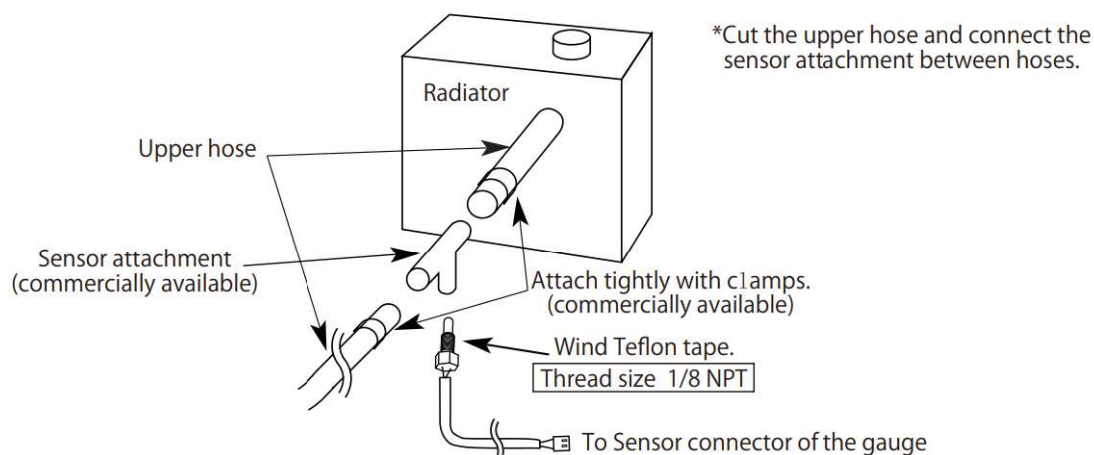 *Cut the upper hose and connect the
sensor attachment between hoses.
Radiator
Upper hose
Sensor attachment
(commercially available)
Attach tightly with clamps.
(commercially available)
Wind Teflon tape.
Thread size 1/8 NPT
To Sensor connector of the gauge